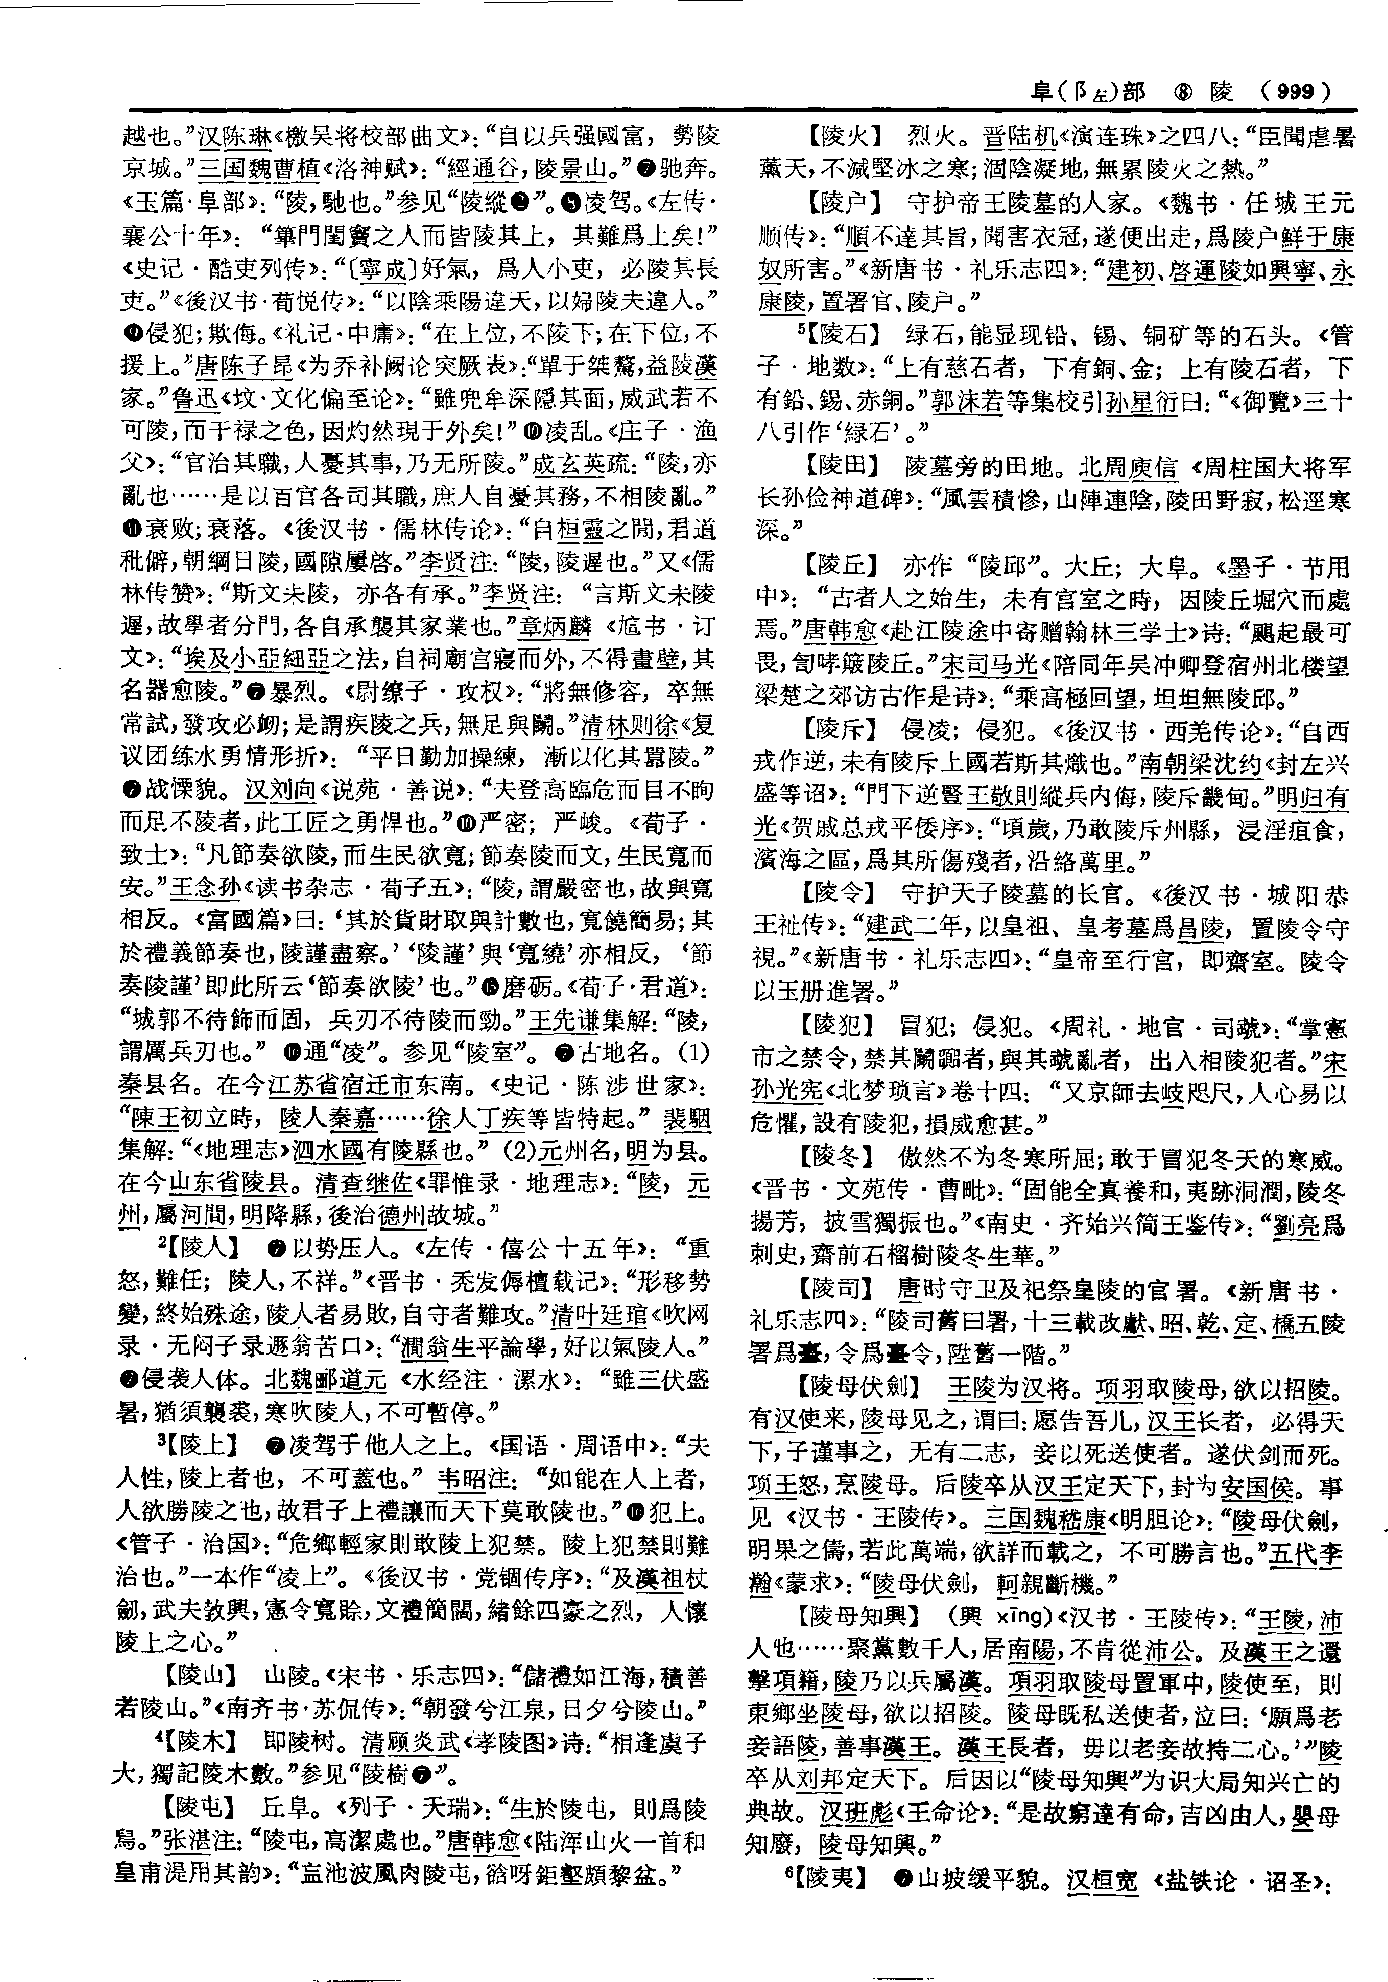 阜(阝左)部 ⑧ 陵 (999)
越也。”汉陈琳《檄吴将校部曲文》：“自以兵强國富，勢陵
京城。”三国魏曹植《洛神赋》：“經通谷，陵景山。”❼驰奔。
《玉篇·阜部》：“陵，馳也。”参见“陵縱❷”。❽凌驾。《左传·
襄公十年》：“篳門閨竇之人而皆陵其上，其難爲上矣！”
《史记·酷吏列传》：“〔寧成〕好氣，爲人小吏，必陵其長
吏。”《後汉书·荀悦传》：“以陰乘陽違天，以婦陵夫違人。”
❾侵犯；欺侮。《礼记·中庸》：“在上位，不陵下；在下位，不
援上。”唐陈子昂《为乔补阙论突厥表》：“單于桀驁，益陵漢
家。”鲁迅《坟·文化偏至论》：“雖兜牟深隠其面，威武若不
可陵，而干禄之色，因灼然現于外矣！”❿凌乱。《庄子·渔
父》：“官治其職，人憂其事，乃无所陵。”成玄英疏：“陵，亦
亂也……是以百官各司其職，庶人自憂其務，不相陵亂。”
⓫衰败；衰落。《後汉书·儒林传论》：“自桓靈之間，君道
秕僻，朝綱日陵，國隙屢啓。”李贤注：“陵，陵遲也。”又《儒
林传赞》：“斯文未陵，亦各有承。”李贤注：“言斯文未陵
遲，故學者分門，各自承襲其家業也。”章炳麟《訄书·订
文》：“埃及小亞細亞之法，自祠廟宫寢而外，不得畫壁，其
名器愈陵。”⓬暴烈。《尉缭子·攻权》：“將無修容，卒無
常試，發攻必衂；是謂疾陵之兵，無足與鬭。”清林则徐《复
议团练水勇情形折》：“平日勤加操練，漸以化其囂陵。”
⓭战慄貌。汉刘向《说苑·善说》：“夫登高臨危而目不眴
而足不陵者，此工匠之勇悍也。”⓮严密；严峻。《荀子·
致士》：“凡節奏欲陵，而生民欲寬；節奏陵而文，生民寬而
安。”王念孙《读书杂志·荀子五》：“陵，謂嚴密也，故與寬
相反。《富國篇》曰：‘其於貨財取與計數也，寬饒簡易；其
於禮義節奏也，陵謹盡察。’‘陵謹’與‘寬繞’亦相反，‘節
奏陵謹’即此所云‘節奏欲陵’也。”⓯磨砺。《荀子·君道》：
“城郭不待飾而固，兵刃不待陵而勁。”王先谦集解：“陵，
謂厲兵刃也。”⓰通“凌”。参见“陵室”。⓱古地名。(1)
秦县名。在今江苏省宿迁市东南。《史记·陈涉世家》：
“陳王初立時，陵人秦嘉……徐人丁疾等皆特起。”裴駰
集解：“《地理志》泗水國有陵縣也。”(2)元州名，明为县。
在今山东省陵县。清查继佐《罪惟录·地理志》：“陵，元
州，屬河間，明降縣，後治德州故城。”
²【陵人】 ❶以势压人。《左传·僖公十五年》：“重
怒，難任；陵人，不祥。”《晋书·秃发傉檀载记》：“形移勢
變，終始殊途，陵人者易敗，自守者難攻。”清叶廷琯《吹网
录·无闷子录遯翁苦口》：“澗翁生平論學，好以氣陵人。”
❷侵袭人体。北魏郦道元《水经注·漯水》：“雖三伏盛
暑，猶須襲裘，寒吹陵人，不可暫停。”
³【陵上】 ❶凌驾于他人之上。《国语·周语中》：“夫
人性，陵上者也，不可蓋也。”韦昭注：“如能在人上者，
人欲勝陵之也，故君子上禮讓而天下莫敢陵也。”❷犯上。
《管子·治国》：“危鄉輕家則敢陵上犯禁。陵上犯禁則難
治也。”一本作“凌上”。《後汉书·党锢传序》：“及漢祖杖
劒，武夫敦興，憲令寬賒，文禮簡闊，緒餘四豪之烈，人懷
陵上之心。”
【陵山】 山陵。《宋书·乐志四》：“儲禮如江海，積善
若陵山。”《南齐书·苏侃传》：“朝發兮江泉，日夕兮陵山。”
⁴【陵木】 即陵树。清顾炎武《孝陵图》诗：“相逢虞子
大，獨記陵木數。”参见“陵樹❶”。
【陵屯】 丘阜。《列子·天瑞》：“生於陵屯，則爲陵
舄。”张湛注：“陵屯，高潔處也。”唐韩愈《陆浑山火一首和
皇甫湜用其韵》：“衁池波風肉陵屯，谽呀鉅壑頗黎盆。”
【陵火】 烈火。晋陆机《演连珠》之四八：“臣聞虐暑
薰天，不減堅冰之寒；涸陰凝地，無累陵火之熱。”
【陵户】 守护帝王陵墓的人家。《魏书·任城王元
顺传》：“順不達其旨，聞害衣冠，遂便出走，爲陵户鮮于康
奴所害。”《新唐书·礼乐志四》：“建初、啓運陵如興寧、永
康陵，置署官、陵户。”
⁵【陵石】 绿石，能显现铅、锡、铜矿等的石头。《管
子·地数》：“上有慈石者，下有銅、金；上有陵石者，下
有鉛、錫、赤銅。”郭沫若等集校引孙星衍曰：“《御覽》三十
八引作‘緑石’。”
【陵田】 陵墓旁的田地。北周庾信《周柱国大将军
长孙俭神道碑》：“風雲積慘，山陣連陰，陵田野寂，松逕寒
深。”
【陵丘】 亦作“陵邱”。大丘；大阜。《墨子·节用
中》：“古者人之始生，未有宫室之時，因陵丘堀穴而處
焉。”唐韩愈《赴江陵途中寄赠翰林三学士》诗：“颶起最可
畏，訇哮簸陵丘。”宋司马光《陪同年吴冲卿登宿州北楼望
梁楚之郊访古作是诗》：“乘高極回望，坦坦無陵邱。”
【陵斥】 侵凌；侵犯。《後汉书·西羌传论》：“自西
戎作逆，未有陵斥上國若斯其熾也。”南朝梁沈约《封左兴
盛等诏》：“門下逆豎王敬則縱兵内侮，陵斥畿甸。”明归有
光《贺戚总戎平倭序》：“頃歲，乃敢陵斥州縣，浸淫疽食，
濱海之區，爲其所傷殘者，沿絡萬里。”
【陵令】 守护天子陵墓的长官。《後汉书·城阳恭
王祉传》：“建武二年，以皇祖、皇考墓爲昌陵，置陵令守
視。”《新唐书·礼乐志四》：“皇帝至行宫，即齋室。陵令
以玉册進署。”
【陵犯】 冒犯；侵犯。《周礼·地官·司虣》：“掌憲
市之禁令，禁其鬭嚻者，與其虣亂者，出入相陵犯者。”宋
孙光宪《北梦琐言》卷十四：“又京師去岐咫尺，人心易以
危懼，設有陵犯，損威愈甚。”
【陵冬】 傲然不为冬寒所屈；敢于冒犯冬天的寒威。
《晋书·文苑传·曹毗》：“固能全真養和，夷跡洞潤，陵冬
揚芳，披雪獨振也。”《南史·齐始兴简王鉴传》：“劉亮爲
刺史，齋前石榴樹陵冬生華。”
【陵司】 唐时守卫及祀祭皇陵的官署。《新唐书·
礼乐志四》：“陵司舊曰署，十三載改獻、昭、乾、定、橋五陵
署爲臺，令爲臺令，陞舊一階。”
【陵母伏劍】 王陵为汉将。项羽取陵母，欲以招陵。
有汉使来，陵母见之，谓曰：愿告吾儿，汉王长者，必得天
下，子谨事之，无有二志，妾以死送使者。遂伏剑而死。
项王怒，烹陵母。后陵卒从汉王定天下，封为安国侯。事
见《汉书·王陵传》。三国魏嵇康《明胆论》：“陵母伏劍，
明果之儔，若此萬端，欲詳而載之，不可勝言也。”五代李
瀚《蒙求》：“陵母伏劍，軻親斷機。”
【陵母知興】 (興 xīng)《汉书·王陵传》：“王陵，沛
人也……聚黨數千人，居南陽，不肯從沛公。及漢王之還
擊項籍，陵乃以兵屬漢。項羽取陵母置軍中，陵使至，則
東鄉坐陵母，欲以招陵。陵母既私送使者，泣曰：‘願爲老
妾語陵，善事漢王。漢王長者，毋以老妾故持二心。’”陵
卒从刘邦定天下。后因以“陵母知興”为识大局知兴亡的
典故。汉班彪《王命论》：“是故窮達有命，吉凶由人，嬰母
知廢，陵母知興。”
⁶【陵夷】 ❶山坡缓平貌。汉桓宽《盐铁论·诏圣》：